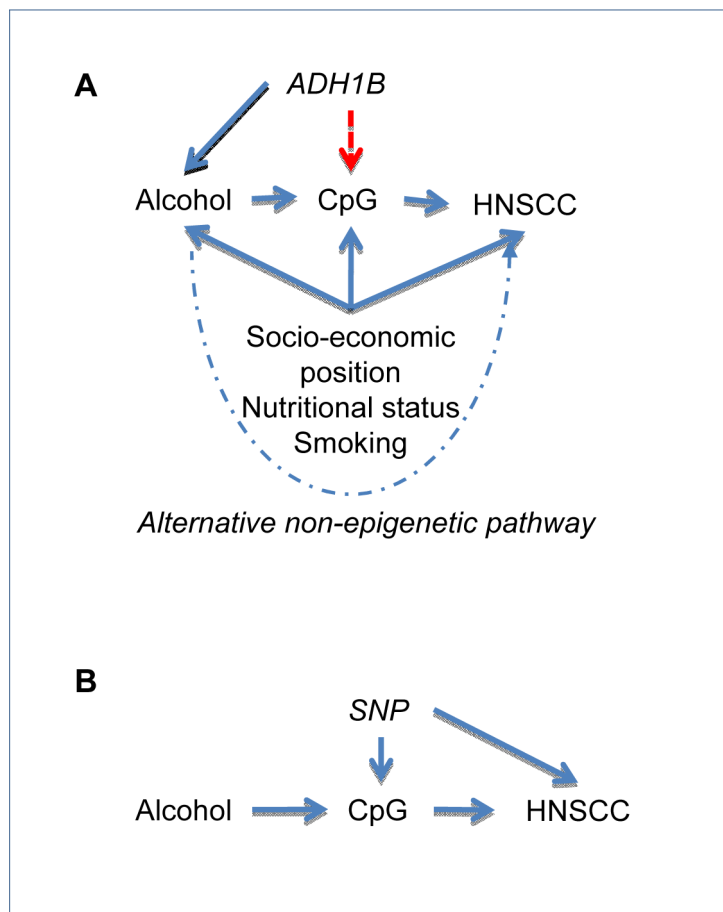 A
ADH1B
Alcohol
CpG
HNSCC
Socio-economic
position
Nutritional status
Smoking
Alternative non-epigenetic pathway
B
SNP
Alcohol
CpG
HNSCC